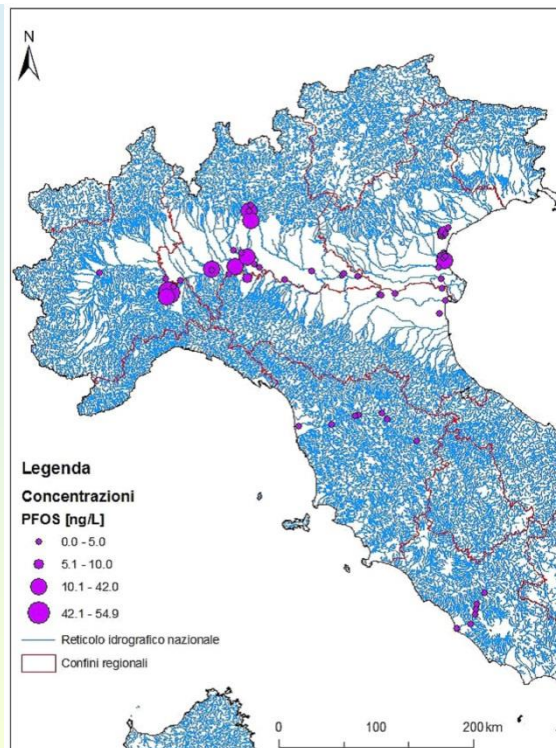 N
Legenda
Concentrazioni
PFOS [ng/L]
0.0 - 5.0
5.1 - 10.0
10.1 - 42.0
42.1 - 54.9
Reticolo idrografico nazionale
Confini regionali
0 100 200 km